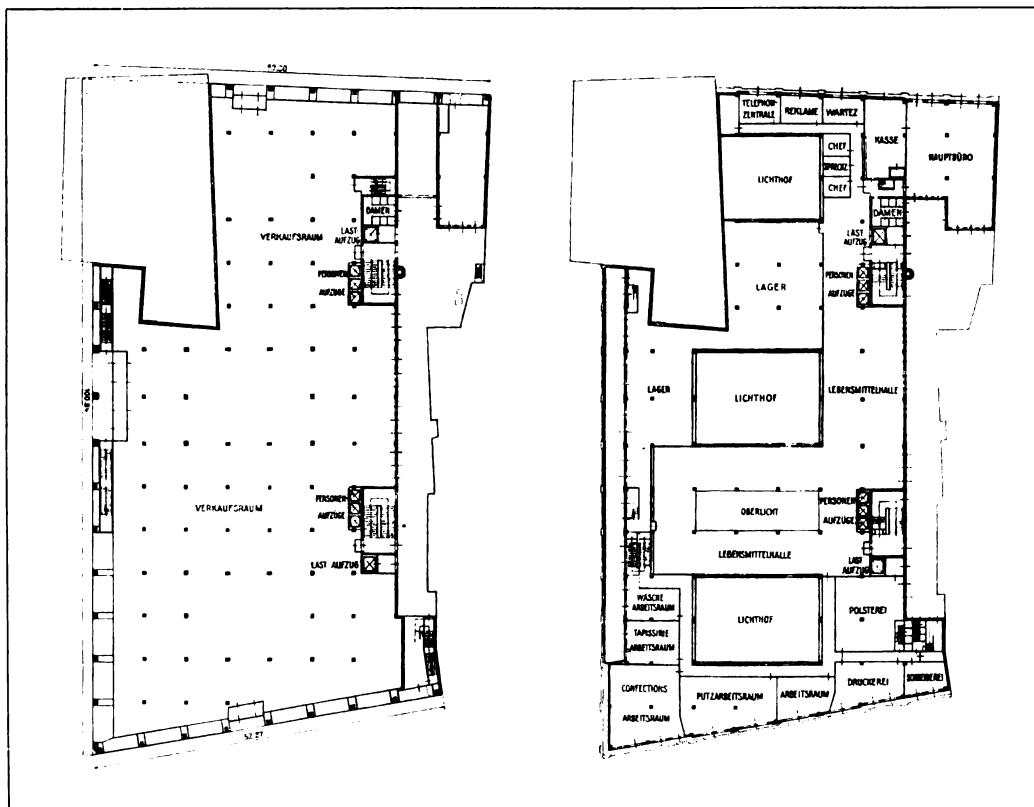 DAMEN
VERKAUFSRAUM
LAST
AUFZUG
PERSONEN
AUFZÜGE
VERKAUFSRAUM
PERSONEN
AUFZÜGE
LAST AUFZUG
TELEPHON-
ZENTRALE
REKLAME
WARTEZ
KASSE
HAUPTBÜRO
CHEF
SPRECHZ
CHEF
LICHTHOF
DAMEN
LAST
AUFZUG
PERSONEN
AUFZÜGE
LAGER
LAGER
LICHTHOF
LEBENSMITTELHALLE
PERSONEN
AUFZÜGE
OBERLICHT
LEBENSMITTELHALLE
LAST
AUFZUG
WÄSCHE
ARBEITSRAUM
TAPISSERIE
ARBEITSRAUM
LICHTHOF
POLSTEREI
CONFECTIONS
ARBEITSRAUM
PUTZARBEITSRAUM
ARBEITSRAUM
DRUCKEREI